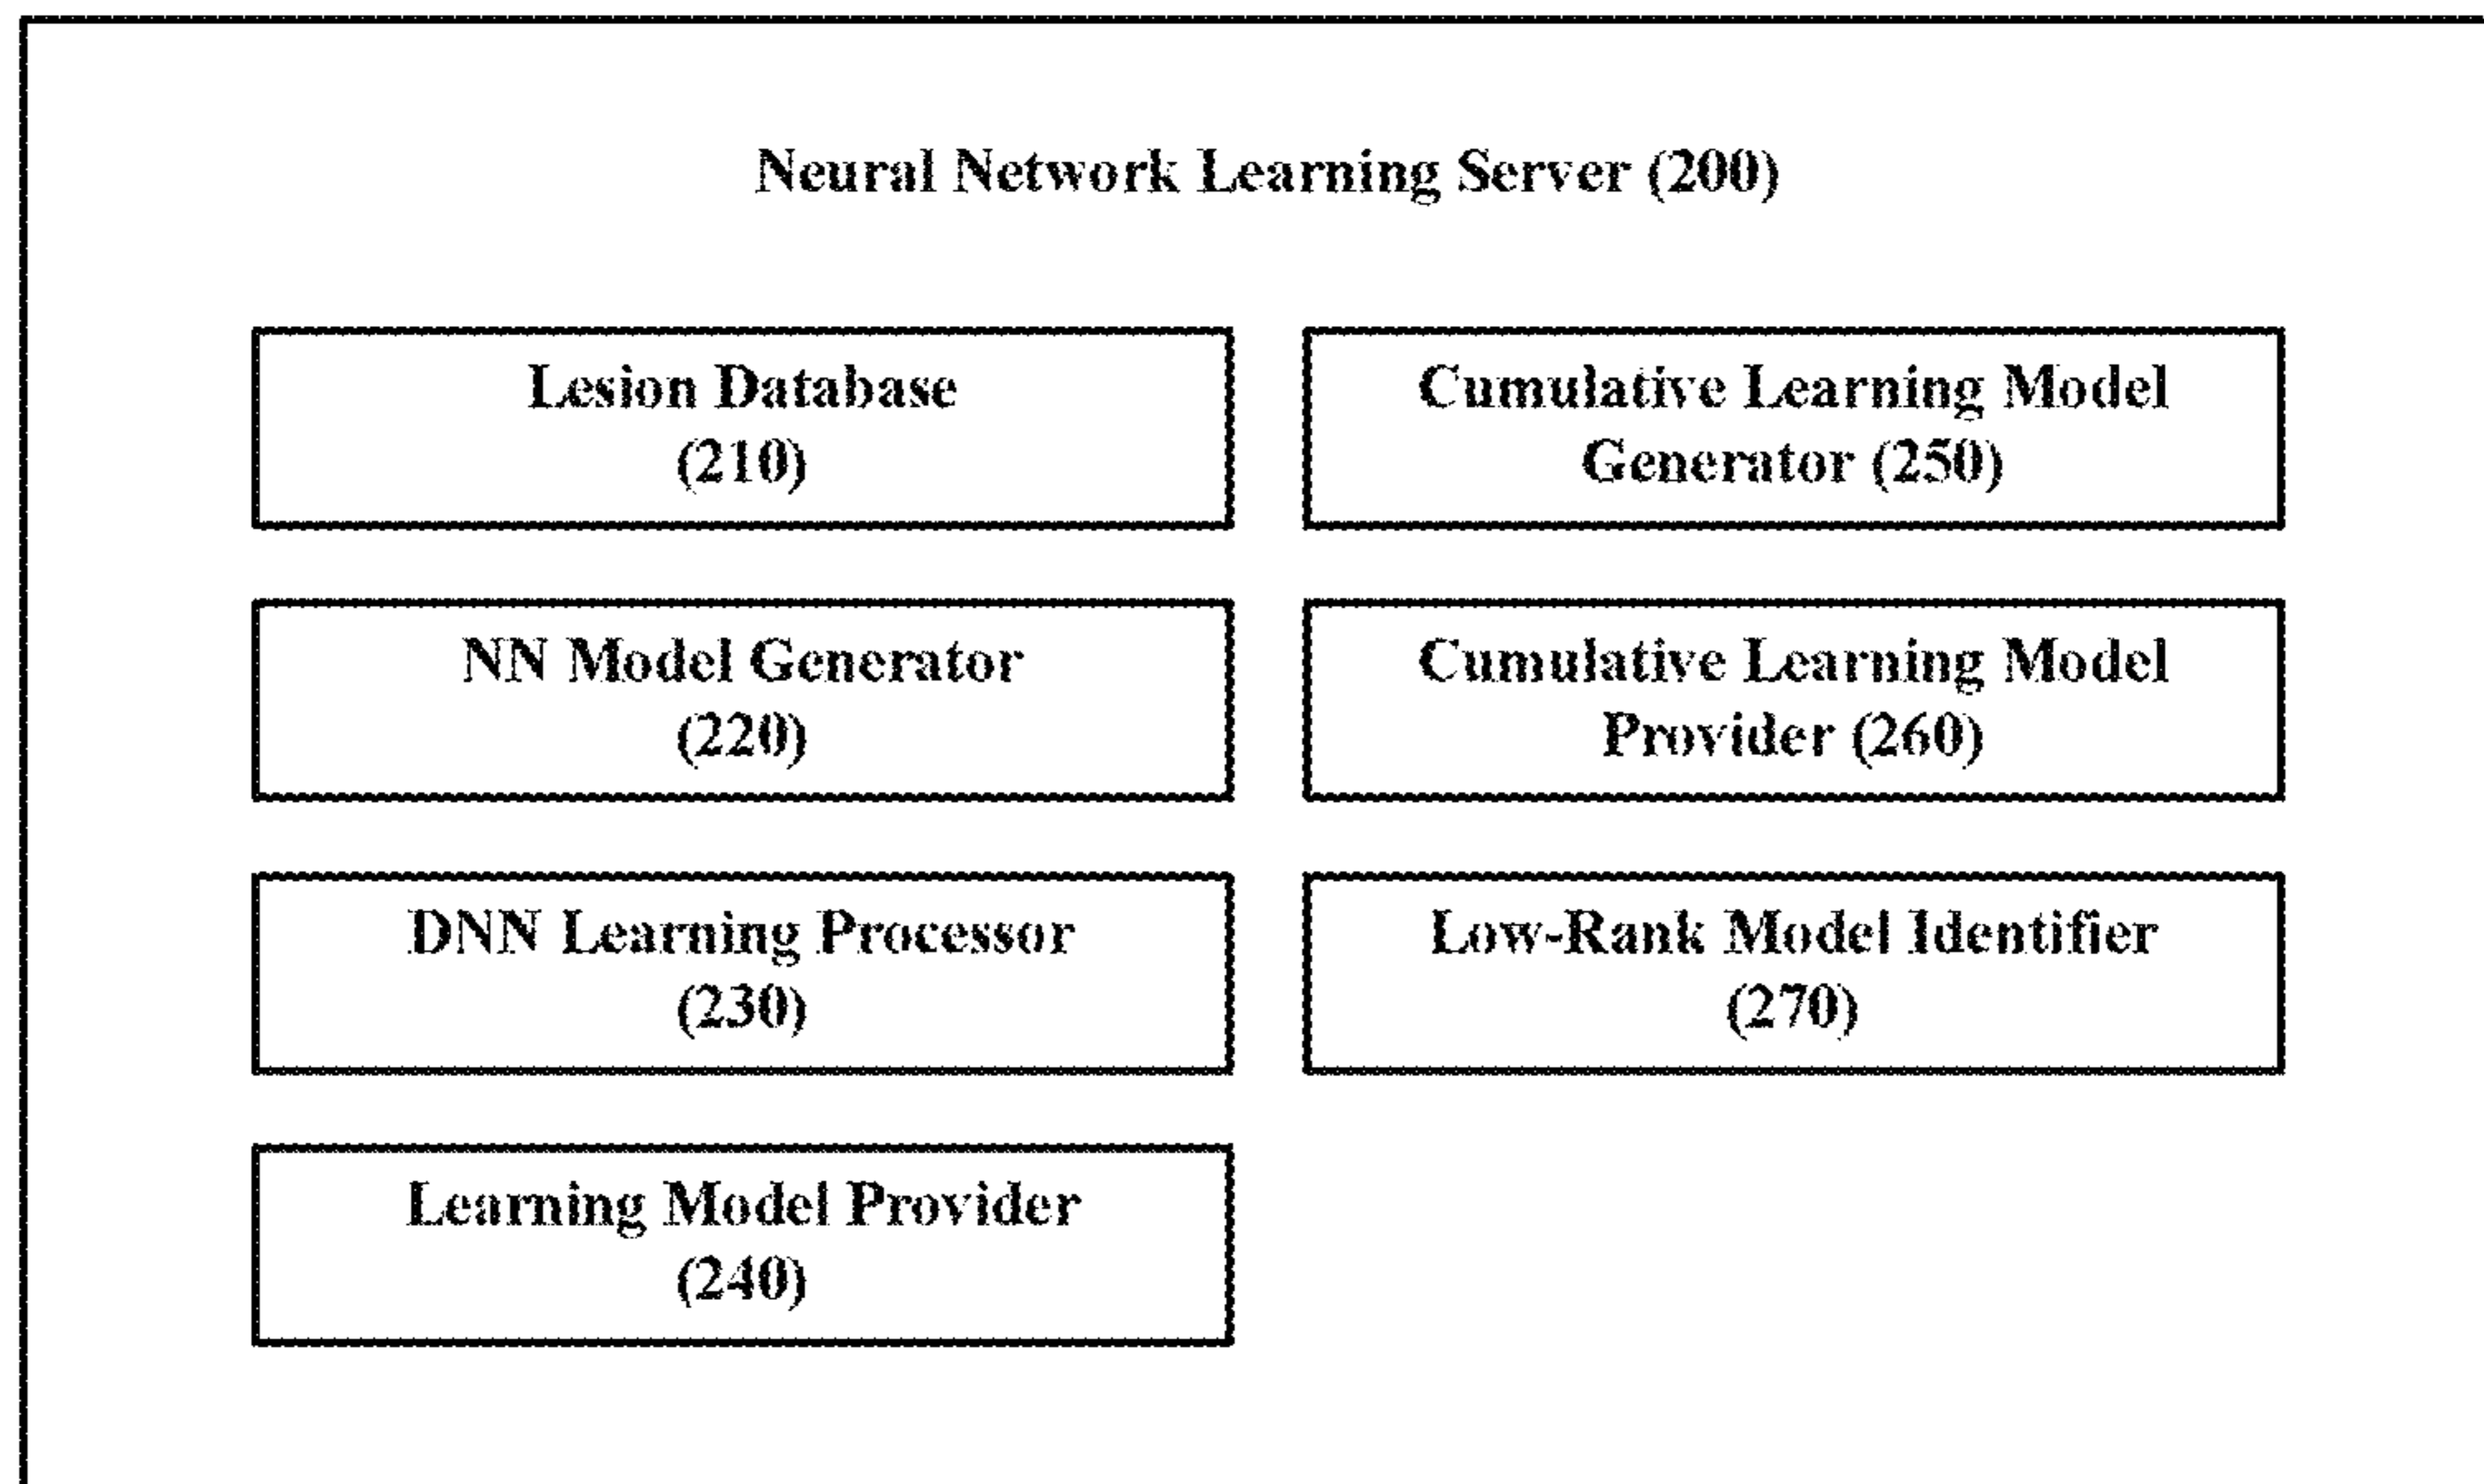 Neural Network Learning Server (200)
Lesion Database
(210)
NN Model Generator
(220)
DNN Learning Processor
(230)
Learning Model Provider
(240)
Cumulative Learning Model
Generator (250)
Cumulative Learning Model
Provider (260)
Low-Rank Model Identifier
(270)